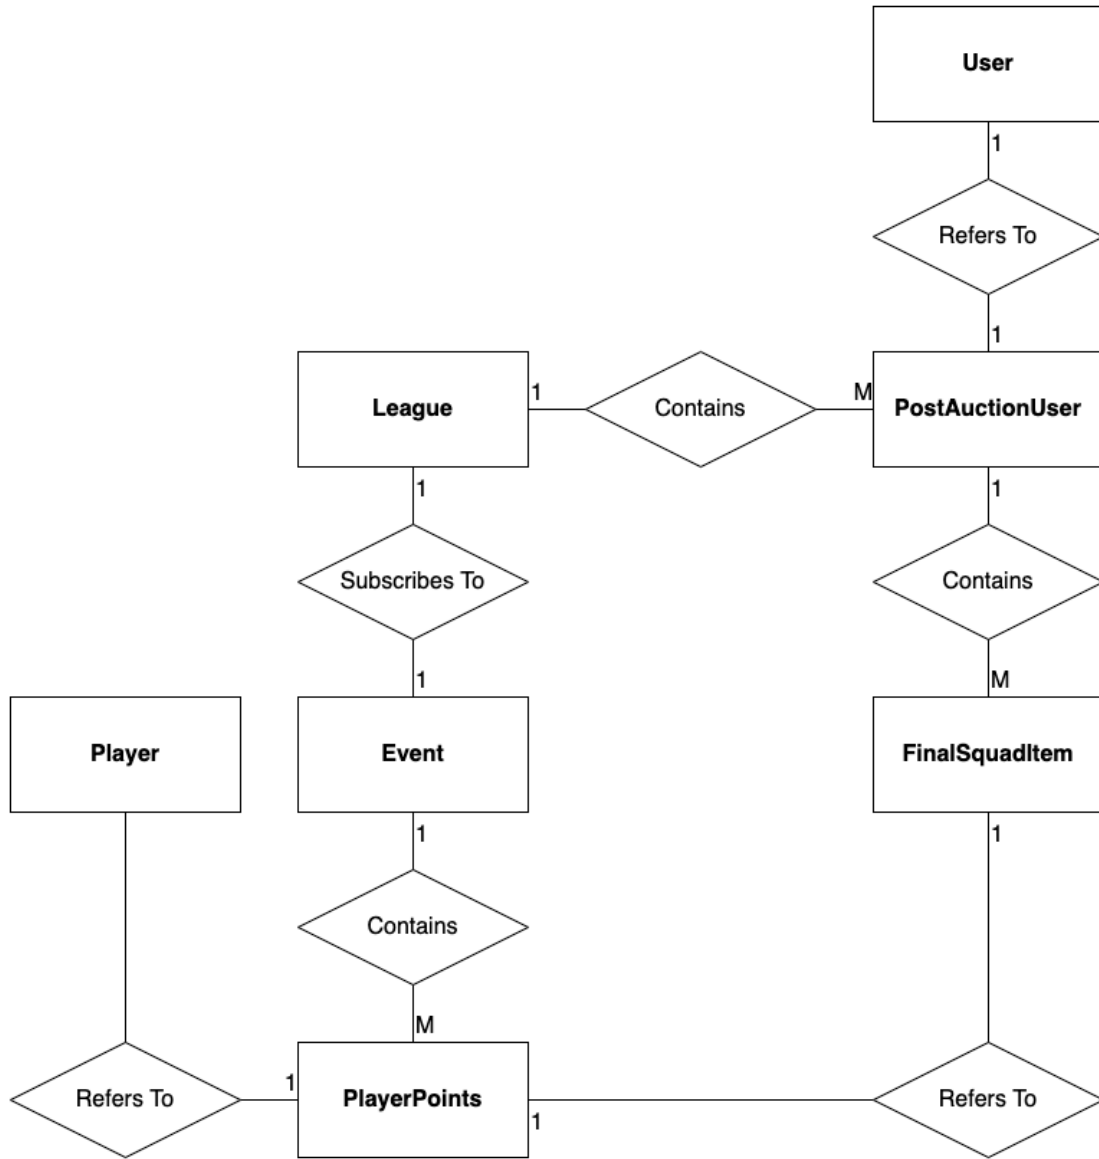 User
1
Refers To
1
League
1
Contains
M
PostAuctionUser
1
1
Subscribes To
Contains
1
M
Player
Event
FinalSquadItem
1
1
Contains
M
Refers To
1
PlayerPoints
1
Refers To